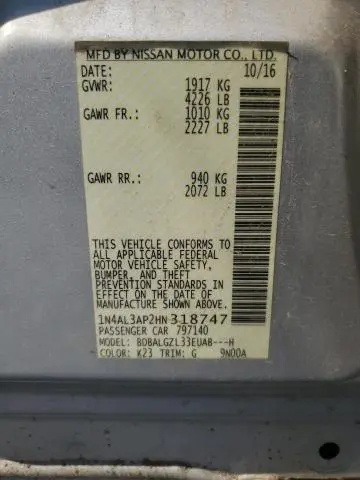 MFD BY NISSAN MOTOR CO., LTD.
DATE: 10/16
GVWR: 1917 KG
4226 LB
GAWR FR.: 1010 KG
2227 LB
GAWR RR.: 940 KG
2072 LB
THIS VEHICLE CONFORMS TO
ALL APPLICABLE FEDERAL
MOTOR VEHICLE SAFETY,
BUMPER, AND THEFT
PREVENTION STANDARDS
IN EFFECT ON THE DATE OF
MANUFACTURE SHOWN ABOVE.
1N4AL3AP2HN318747
PASSENGER CAR 797140
MODEL: BDBALGZL33EUAB---H
COLOR: K23 TRIM: G 9N00A